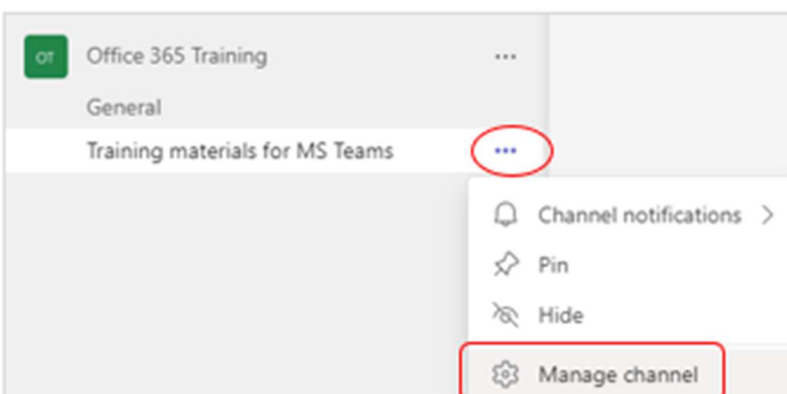 OT Office 365 Training ...
General
Training materials for MS Teams ...
Channel notifications
Pin
Hide
Manage channel